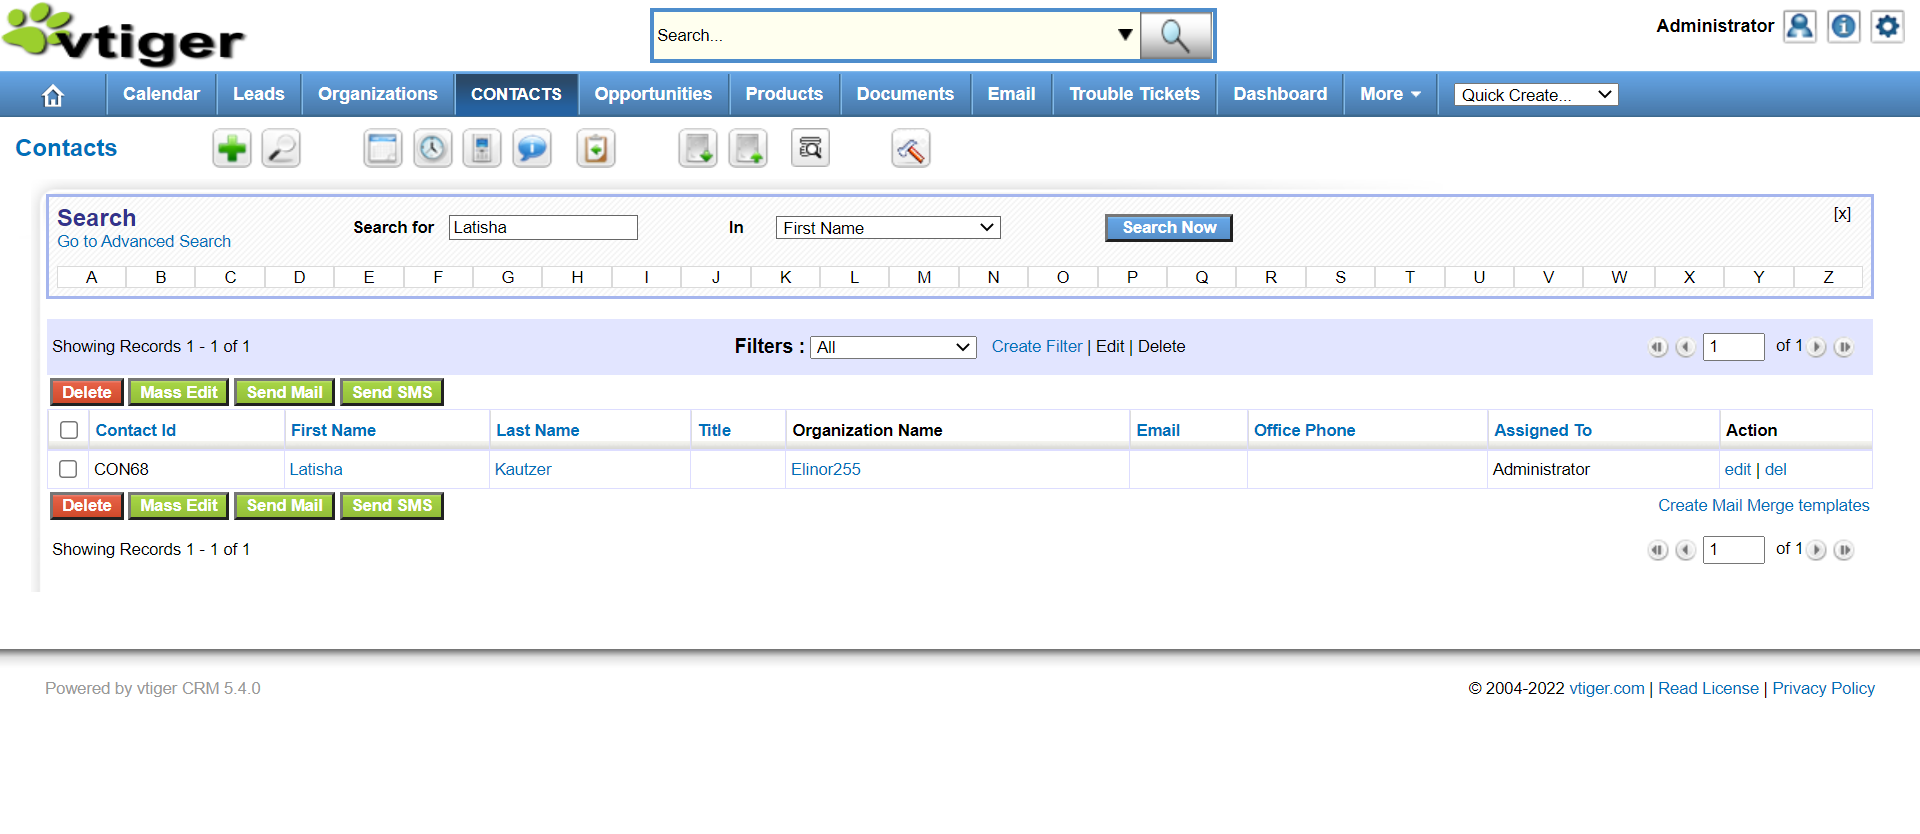 vtiger
Search...
Administrator
Calendar Leads Organizations CONTACTS Opportunities Products Documents Email Trouble Tickets Dashboard More Quick Create...
Contacts
Search
Go to Advanced Search
Search for Latisha In First Name Search Now [x]
A B C D E F G H I J K L M N O P Q R S T U V W X Y Z
Showing Records 1 - 1 of 1 Filters : All Create Filter | Edit | Delete 1 of 1
Delete Mass Edit Send Mail Send SMS
Contact Id First Name Last Name Title Organization Name Email Office Phone Assigned To Action
CON68 Latisha Kautzer Elinor255 Administrator edit | del
Delete Mass Edit Send Mail Send SMS Create Mail Merge templates
Showing Records 1 - 1 of 1 1 of 1
Powered by vtiger CRM 5.4.0 © 2004-2022 vtiger.com | Read License | Privacy Policy